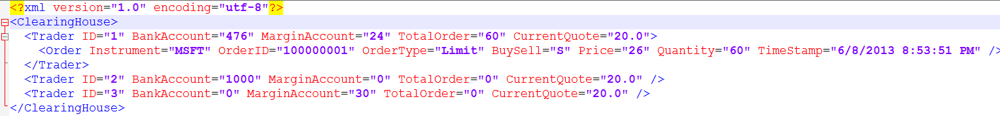 <?xml version="1.0" encoding="utf-8"?>
<ClearingHouse>
<Trader ID="1" BankAccount="476" MarginAccount="24" TotalOrder="60" CurrentQuote="20.0">
<Order Instrument="MSFT" OrderID="100000001" OrderType="Limit" BuySell="S" Price="26" Quantity="60" TimeStamp="6/8/2013 8:53:51 PM" />
</Trader>
<Trader ID="2" BankAccount="1000" MarginAccount="0" TotalOrder="0" CurrentQuote="20.0" />
<Trader ID="3" BankAccount="0" MarginAccount="30" TotalOrder="0" CurrentQuote="20.0" />
</ClearingHouse>